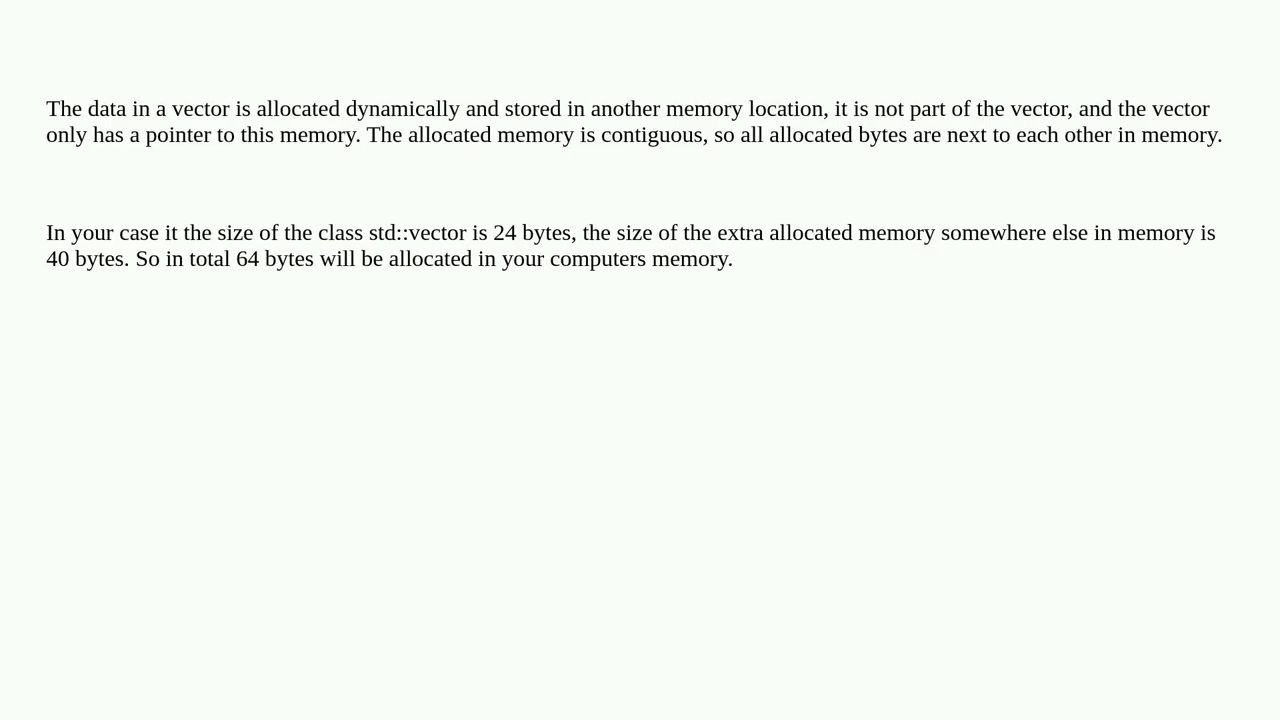 The data in a vector is allocated dynamically and stored in another memory location, it is not part of the vector, and the vector
only has a pointer to this memory. The allocated memory is contiguous, so all allocated bytes are next to each other in memory.
In your case it the size of the class std::vector is 24 bytes, the size of the extra allocated memory somewhere else in memory is
40 bytes. So in total 64 bytes will be allocated in your computers memory.